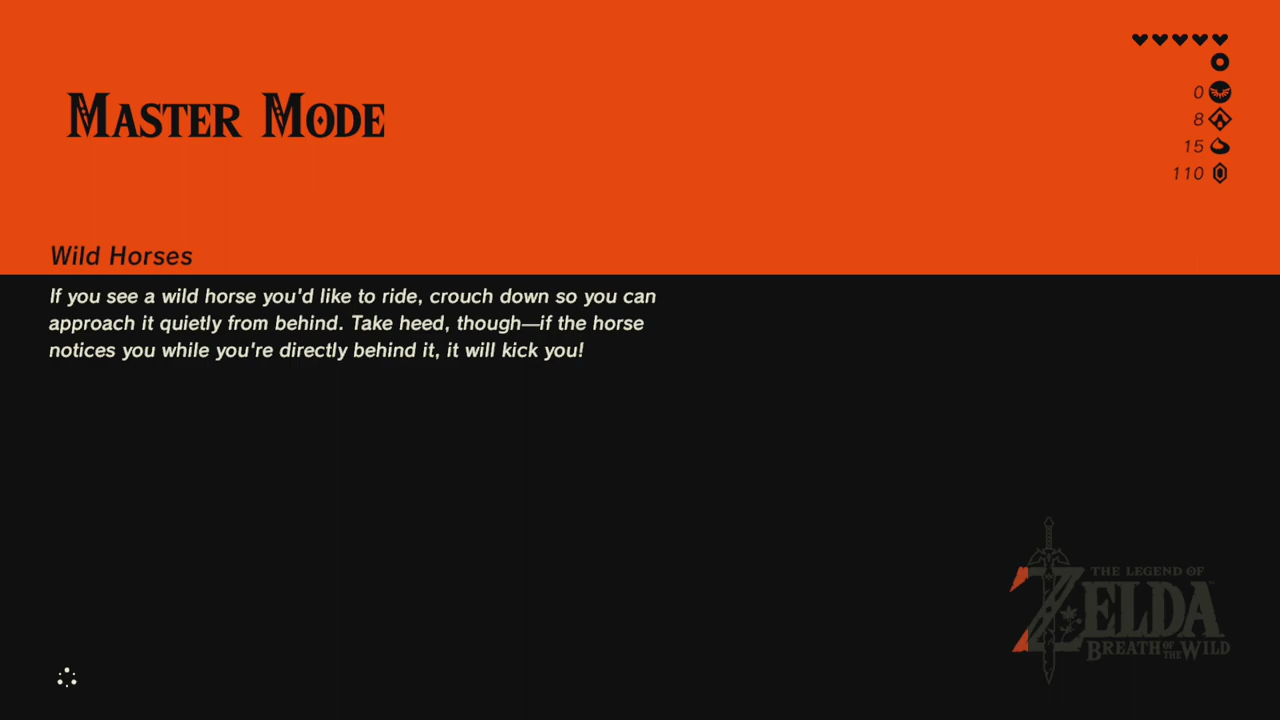 Master Mode
0
8
15
110
Wild Horses
If you see a wild horse you'd like to ride, crouch down so you can
approach it quietly from behind. Take heed, though—if the horse
notices you while you're directly behind it, it will kick you!
THE LEGEND OF
ZELDA
BREATH OF THE WILD